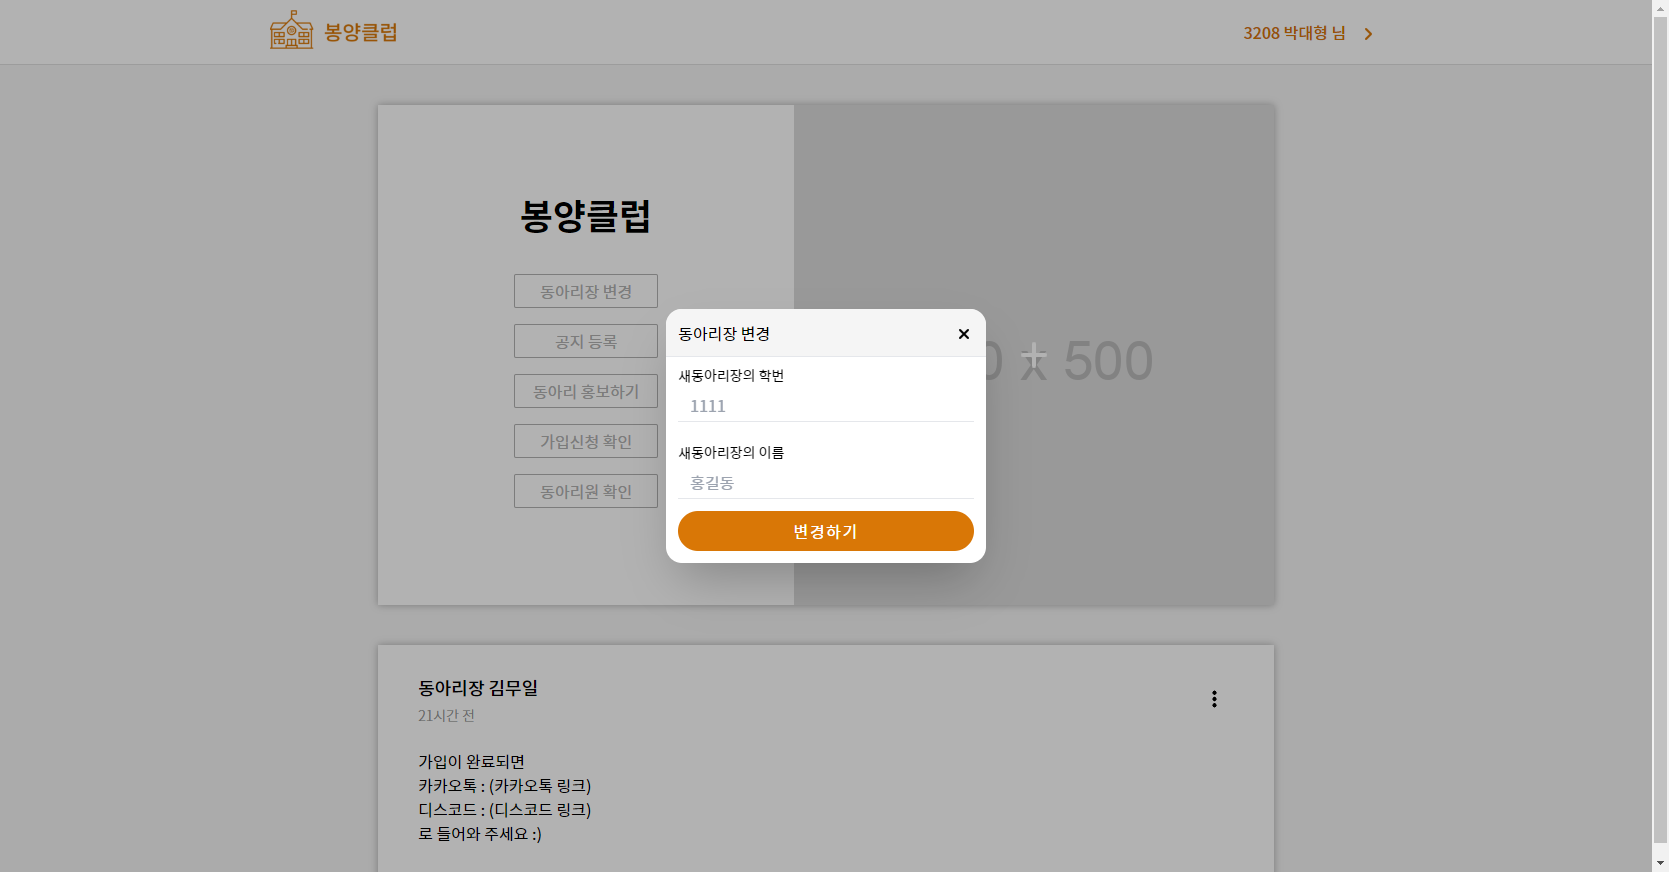 봉양클럽
3208 박대형 님
봉양클럽
동아리장 변경
공지 등록
동아리 홍보하기
가입신청 확인
동아리원 확인
0 x 500
동아리장 변경
새동아리장의 학번
1111
새동아리장의 이름
홍길동
변경하기
동아리장 김무일
21시간 전
가입이 완료되면
카카오톡 : (카카오톡 링크)
디스코드 : (디스코드 링크)
로 들어와 주세요 :)